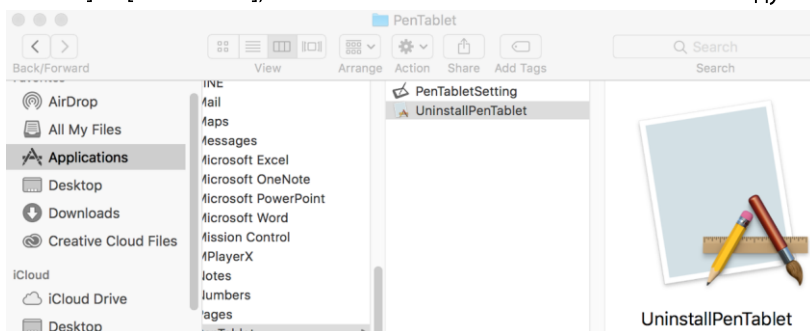 PenTablet
Back/Forward
View
Arrange
Action
Share
Add Tags
Search
Search
AirDrop
All My Files
Applications
Desktop
Downloads
Creative Cloud Files
iCloud
iCloud Drive
Desktop
Mail
Maps
Messages
Microsoft Excel
Microsoft OneNote
Microsoft PowerPoint
Microsoft Word
Mission Control
MPlayerX
Notes
Numbers
Pages
PenTabletSetting
UninstallPenTablet
UninstallPenTablet